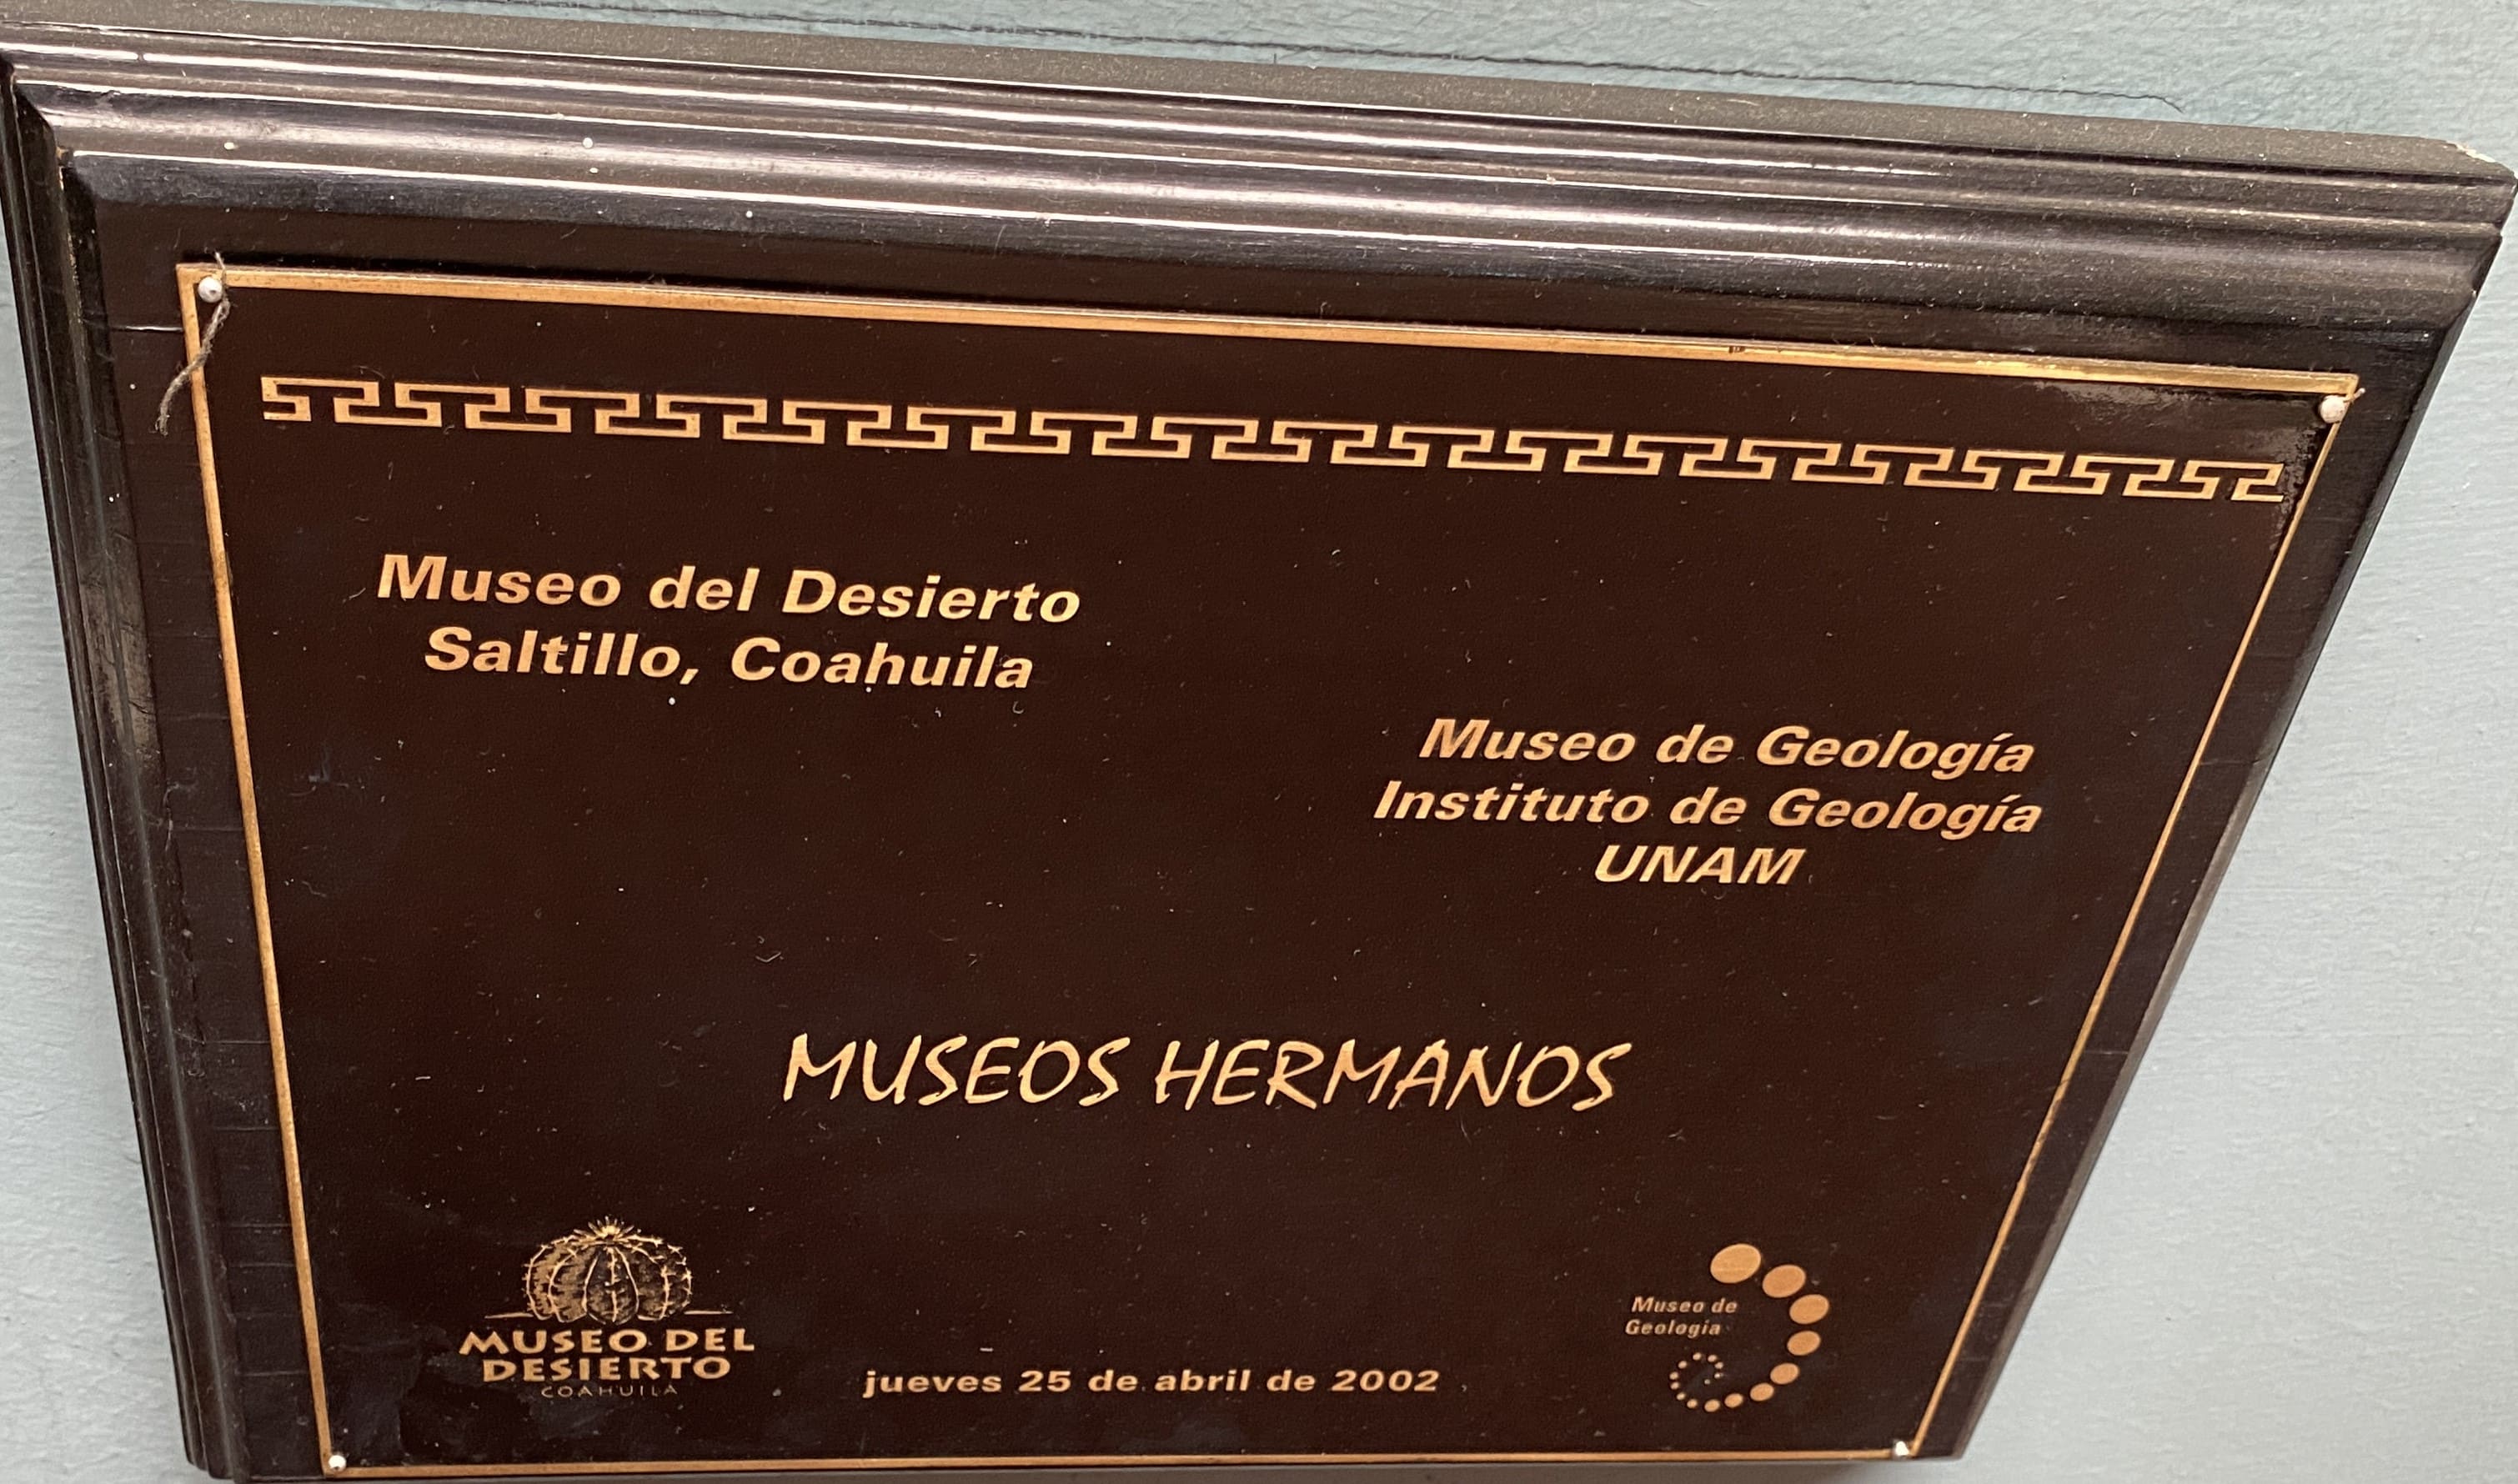 Museo del Desierto
Saltillo, Coahuila
Museo de Geología
Instituto de Geología
UNAM
MUSEOS HERMANOS
MUSEO DEL
DESIERTO
COAHUILA
jueves 25 de abril de 2002
Museo de
Geología